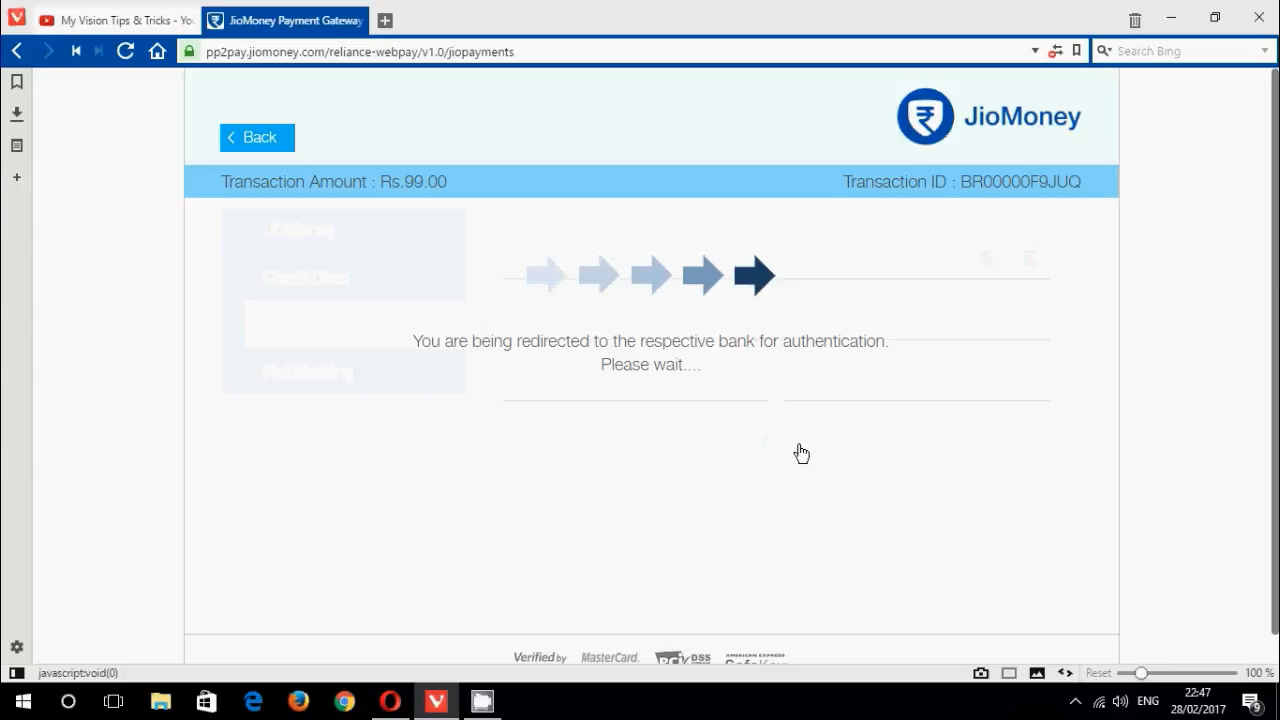 My Vision Tips & Tricks - Yo
JioMoney Payment Gateway
pp2pay.jiomoney.com/reliance-webpay/v1.0/jiopayments
Search Bing
Back
JioMoney
Transaction Amount : Rs.99.00
Transaction ID : BR00000F9JUQ
You are being redirected to the respective bank for authentication.
Please wait....
Verified by
MasterCard.
DSS
AMERICAN EXPRESS
javascript:void(0)
Reset
100 %
ENG
22:47
28/02/2017
9